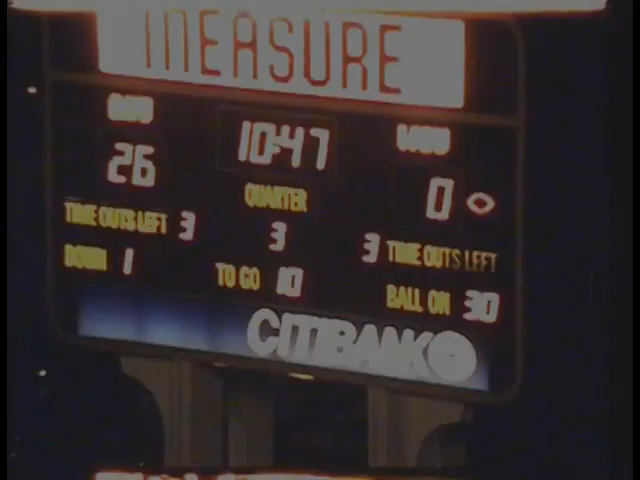 MEASURE
26 10:47 0
QUARTER
TIME OUTS LEFT 3 3 3 TIME OUTS LEFT
DOWN 1 TO GO 10 BALL ON 30
CITIBANK